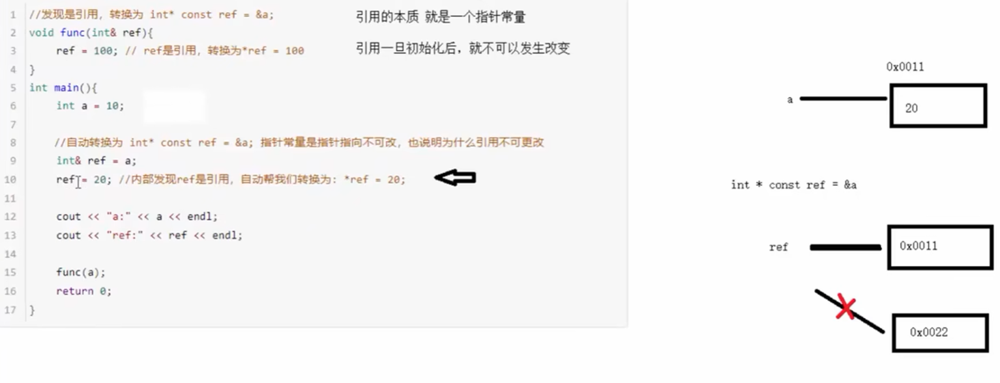 1 //发现是引用，转换为 int* const ref = &a;
2 void func(int& ref){
3 ref = 100; // ref是引用，转换为*ref = 100
4 }
5 int main(){
6 int a = 10;
7
8 //自动转换为 int* const ref = &a; 指针常量是指针指向不可改，也说明为什么引用不可更改
9 int& ref = a;
10 ref = 20; //内部发现ref是引用，自动帮我们转换为: *ref = 20;
11
12 cout << "a:" << a << endl;
13 cout << "ref:" << ref << endl;
14
15 func(a);
16 return 0;
17 }
引用的本质 就是一个指针常量
引用一旦初始化后，就不可以发生改变
0x0011
a
20
int * const ref = &a
ref
0x0011
0x0022